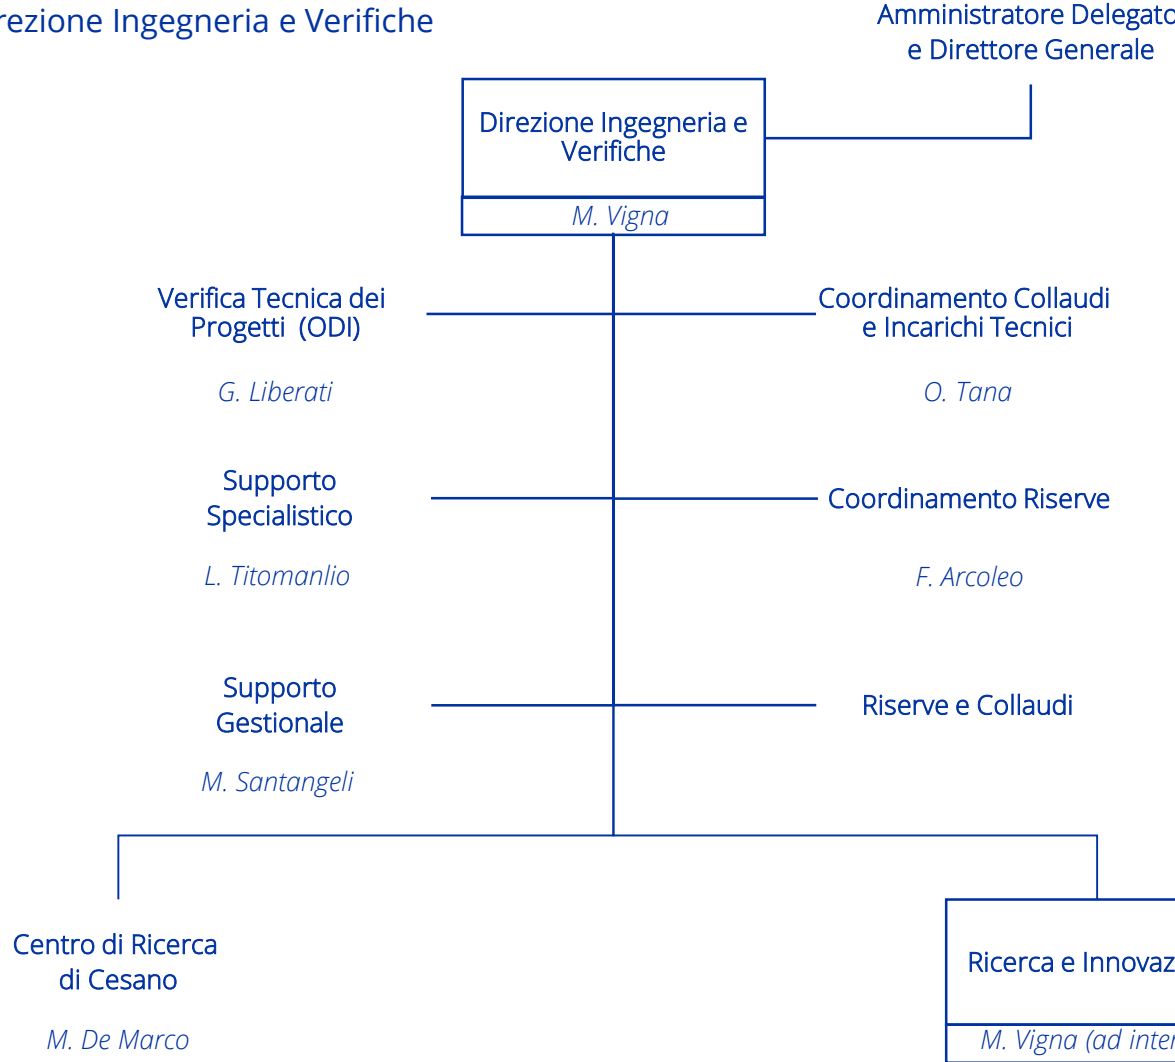 rezione Ingegneria e Verifiche
Amministratore Delegato
e Direttore Generale
Direzione Ingegneria e
Verifiche
M. Vigna
Verifica Tecnica dei
Progetti (ODI)
G. Liberati
Coordinamento Collaudi
e Incarichi Tecnici
O. Tana
Supporto
Specialistico
L. Titomanlio
Coordinamento Riserve
F. Arcoleo
Supporto
Gestionale
M. Santangeli
Riserve e Collaudi
Centro di Ricerca
di Cesano
M. De Marco
Ricerca e Innovaz
M. Vigna (ad inter